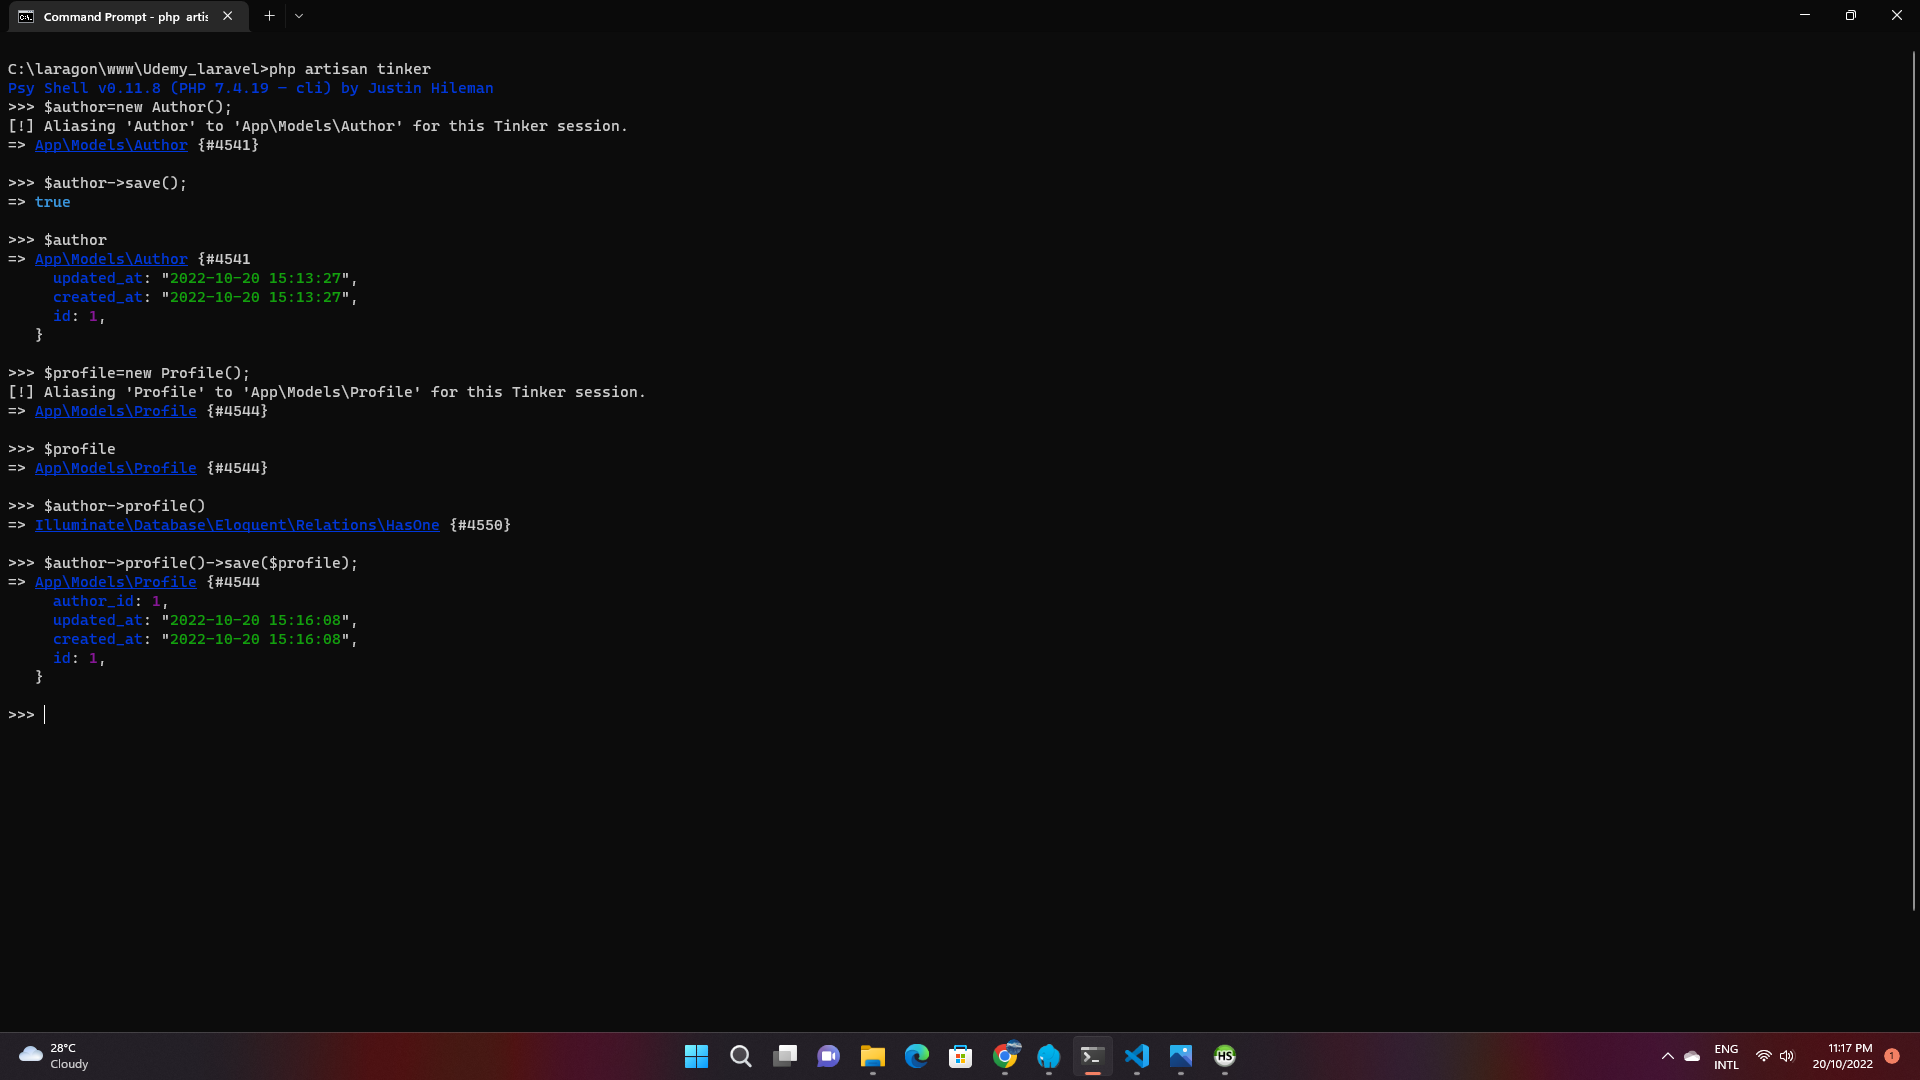 Command Prompt - php  artis
C:\laragon\www\Udemy_laravel>php artisan tinker
Psy Shell v0.11.8 (PHP 7.4.19 — cli) by Justin Hileman
>>> $author=new Author();
[!] Aliasing 'Author' to 'App\Models\Author' for this Tinker session.
=> App\Models\Author {#4541}
>>> $author->save();
=> true
>>> $author
=> App\Models\Author {#4541
updated_at: "2022-10-20 15:13:27",
created_at: "2022-10-20 15:13:27",
id: 1,
}
>>> $profile=new Profile();
[!] Aliasing 'Profile' to 'App\Models\Profile' for this Tinker session.
=> App\Models\Profile {#4544}
>>> $profile
=> App\Models\Profile {#4544}
>>> $author->profile()
=> Illuminate\Database\Eloquent\Relations\HasOne {#4550}
>>> $author->profile()->save($profile);
=> App\Models\Profile {#4544
author_id: 1,
updated_at: "2022-10-20 15:16:08",
created_at: "2022-10-20 15:16:08",
id: 1,
}
>>>
28°C
Cloudy
HS
ENG
INTL
11:17 PM
20/10/2022
1